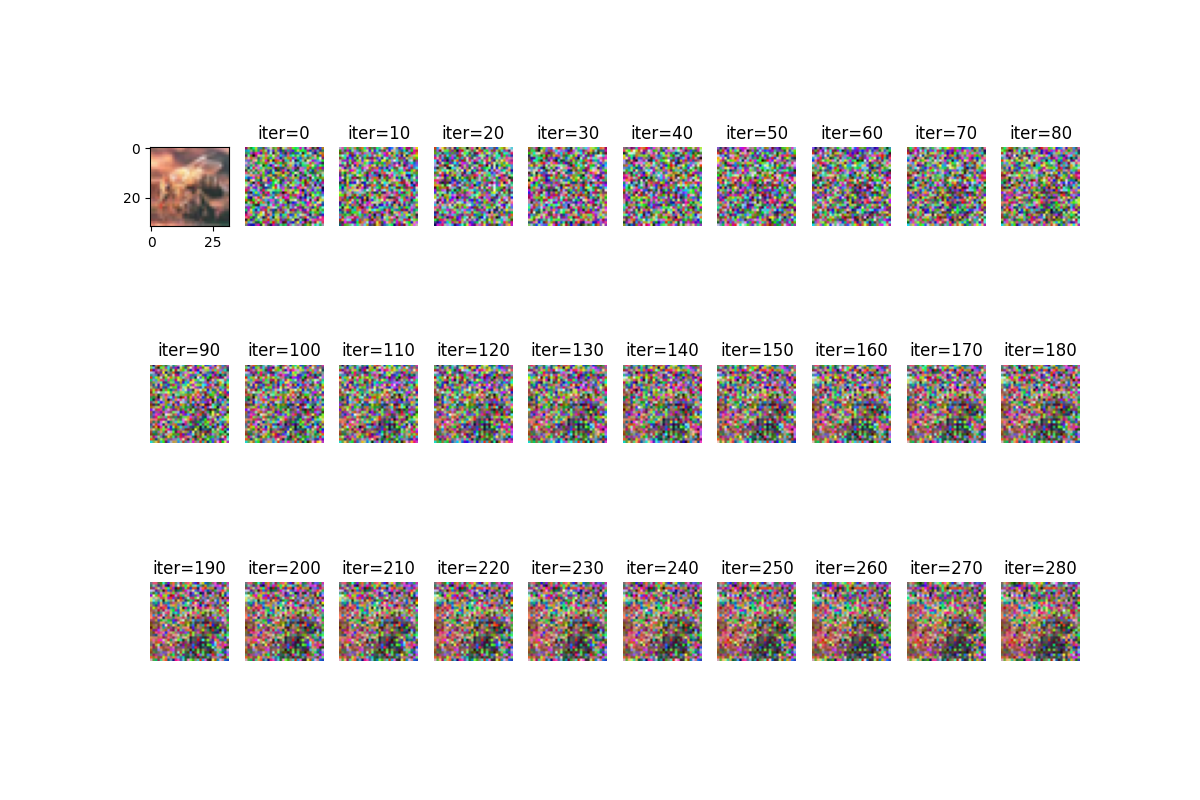 iter=0 iter=10 iter=20 iter=30 iter=40 iter=50 iter=60 iter=70 iter=80
0
20
0 25
iter=90 iter=100 iter=110 iter=120 iter=130 iter=140 iter=150 iter=160 iter=170 iter=180
iter=190 iter=200 iter=210 iter=220 iter=230 iter=240 iter=250 iter=260 iter=270 iter=280